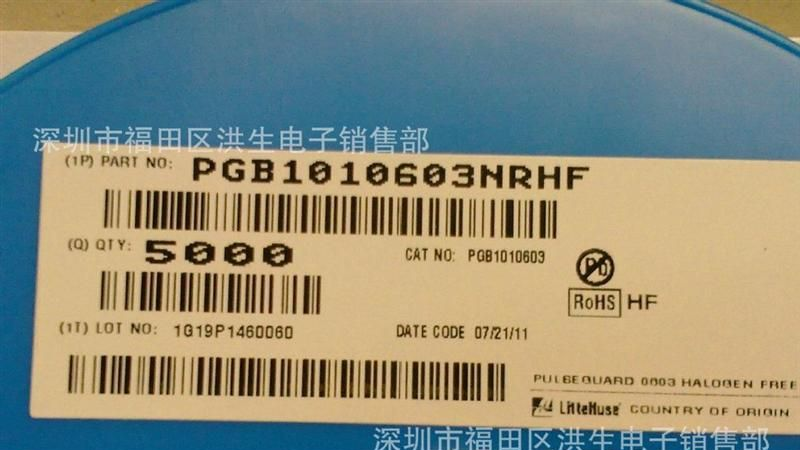 深圳市福田区洪生电子销售部
(1P) PART NO: PGB1010603NRHF
(Q) QTY: 5000 CAT NO: PGB1010603
Pb
RoHS HF
(1T) LOT NO: 1G19P1460060 DATE CODE 07/21/11
PULSEGUARD 0603 HALOGEN FREE
Littelfuse COUNTRY OF ORIGIN
深圳市福田区洪生电子销售部